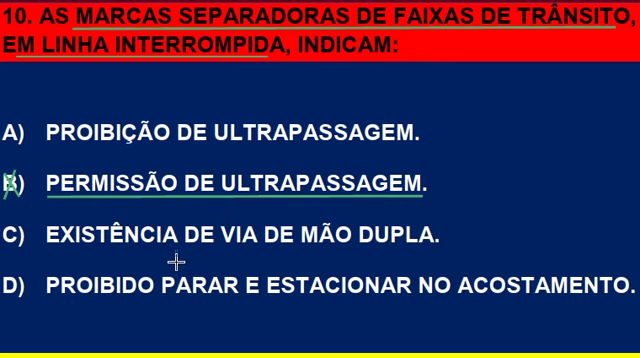 10. AS MARCAS SEPARADORAS DE FAIXAS DE TRÂNSITO,
EM LINHA INTERROMPIDA, INDICAM:
A) PROIBIÇÃO DE ULTRAPASSAGEM.
B) PERMISSÃO DE ULTRAPASSAGEM.
C) EXISTÊNCIA DE VIA DE MÃO DUPLA.
D) PROIBIDO PARAR E ESTACIONAR NO ACOSTAMENTO.